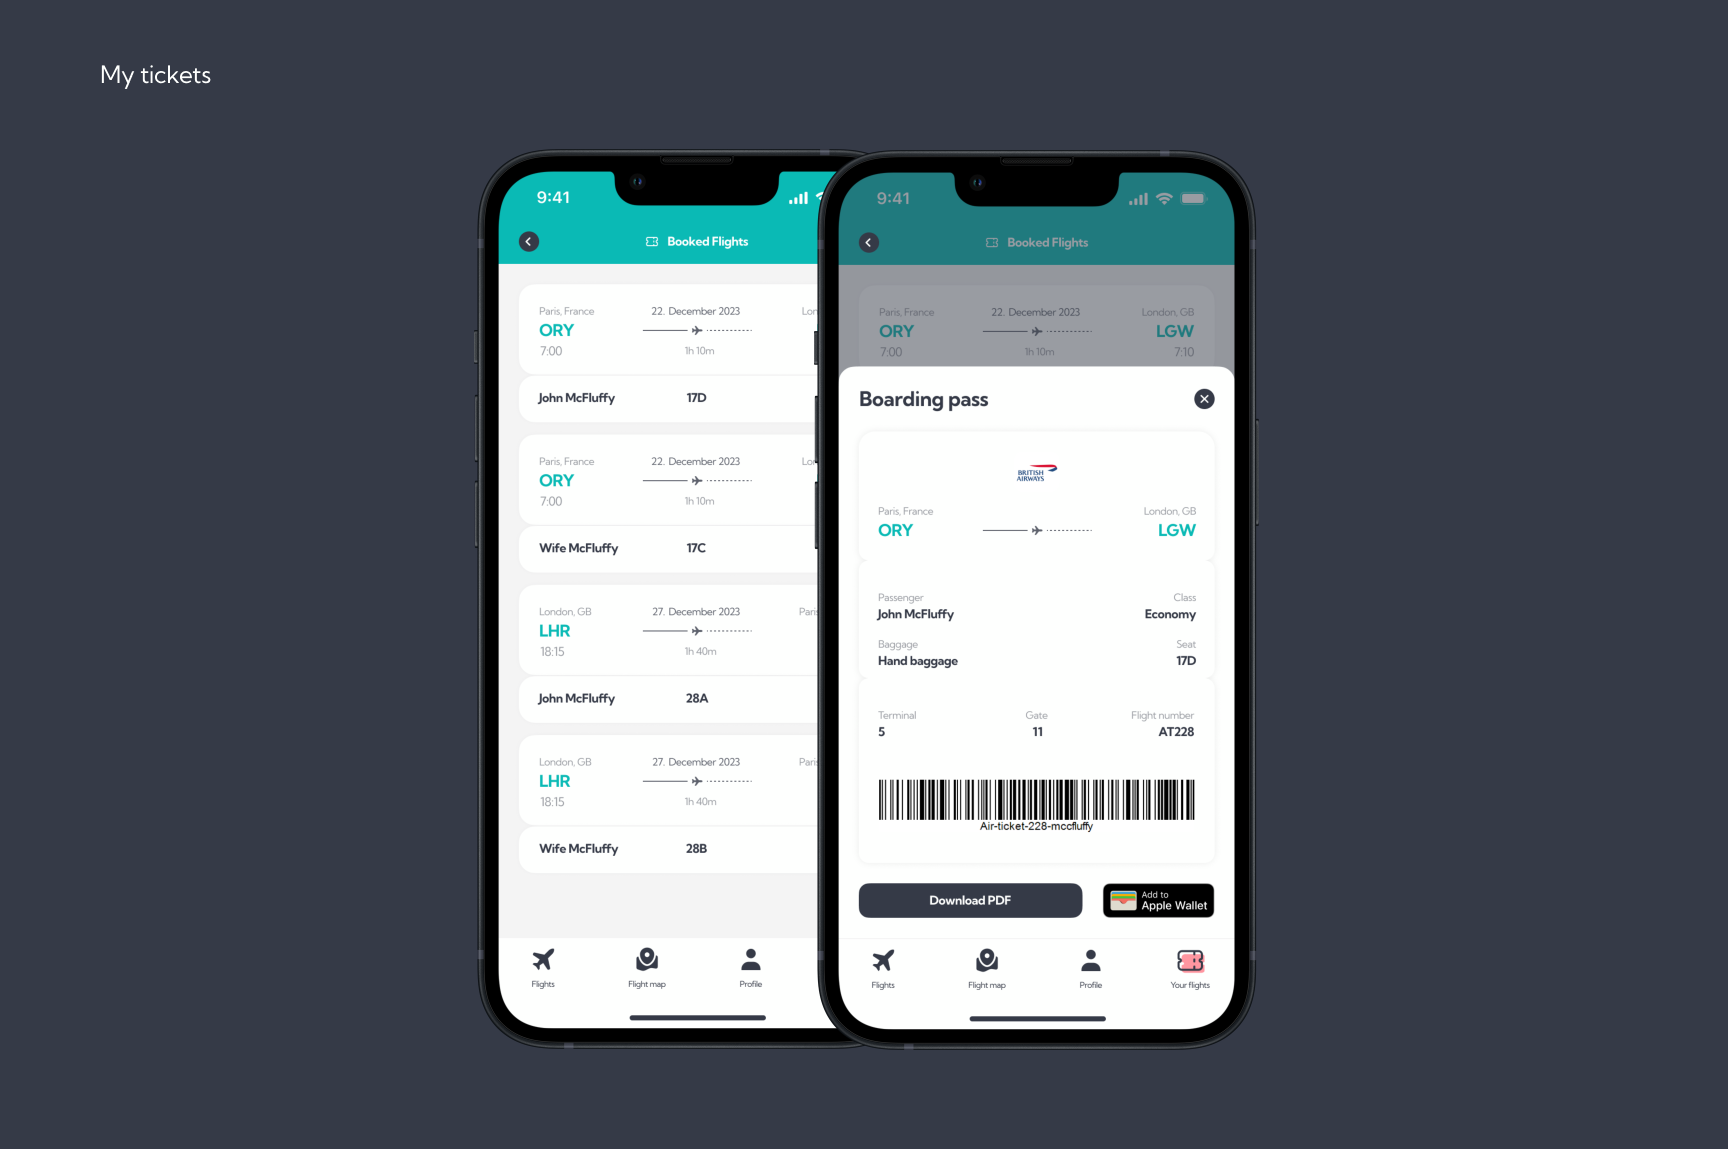 My tickets
9:41
Booked Flights
Paris, France 22. December 2023 Lon
ORY
7:00 1h 10m
John McFluffy 17D
Paris, France 22. December 2023 Lo
ORY
7:00 1h 10m
Wife McFluffy 17C
London, GB 27. December 2023 Paris
LHR
18:15 1h 40m
John McFluffy 28A
London, GB 27. December 2023 Paris
LHR
18:15 1h 40m
Wife McFluffy 28B
Flights Flight map Profile
9:41
Booked Flights
Paris, France 22. December 2023 London, GB
ORY LGW
7:00 1h 10m 7:10
Boarding pass
BRITISH
AIRWAYS
Paris, France London, GB
ORY LGW
Passenger Class
John McFluffy Economy
Baggage Seat
Hand baggage 17D
Terminal Gate Flight number
5 11 AT228
Air-ticket-228-mccfluffy
Download PDF
Add to
Apple Wallet
Flights Flight map Profile Your flights